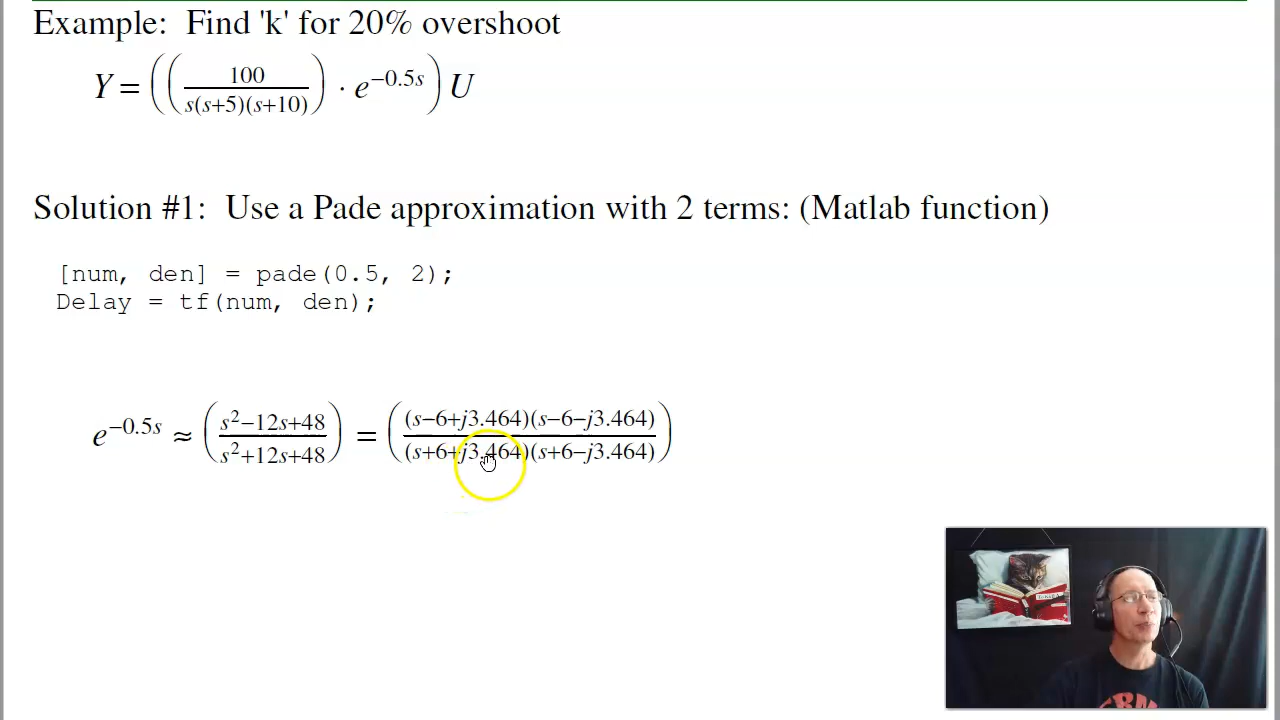 Example: Find 'k' for 20% overshoot
Y = ((100 / s(s+5)(s+10)) · e^−0.5s) U
Solution #1: Use a Pade approximation with 2 terms: (Matlab function)
[num, den] = pade(0.5, 2);
Delay = tf(num, den);
e^−0.5s ≈ (s²−12s+48 / s²+12s+48) = ((s−6+j3.464)(s−6−j3.464) / (s+6+j3.464)(s+6−j3.464))